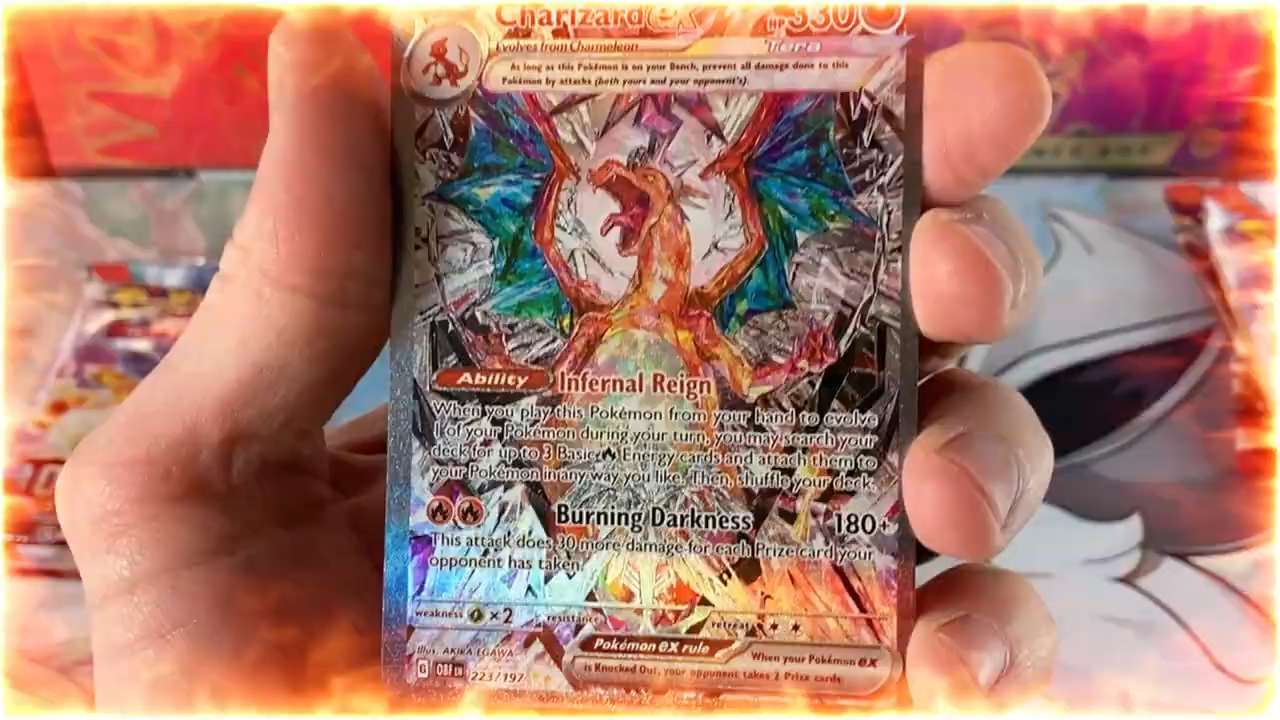 Charizard ex HP 330
Evolves from Charmeleon Tera
As long as this Pokémon is on your Bench, prevent all damage done to this
Pokémon by attacks (both yours and your opponent's).
Ability Infernal Reign
When you play this Pokémon from your hand to evolve
1 of your Pokémon during your turn, you may search your
deck for up to 3 Basic Energy cards and attach them to
your Pokémon in any way you like. Then, shuffle your deck.
Burning Darkness 180+
This attack does 30 more damage for each Prize card your
opponent has taken.
weakness ×2 resistance retreat
Illus. AKIRA EGAWA
Pokémon ex rule When your Pokémon ex
is Knocked Out, your opponent takes 2 Prize cards.
G OBF EN 223/197